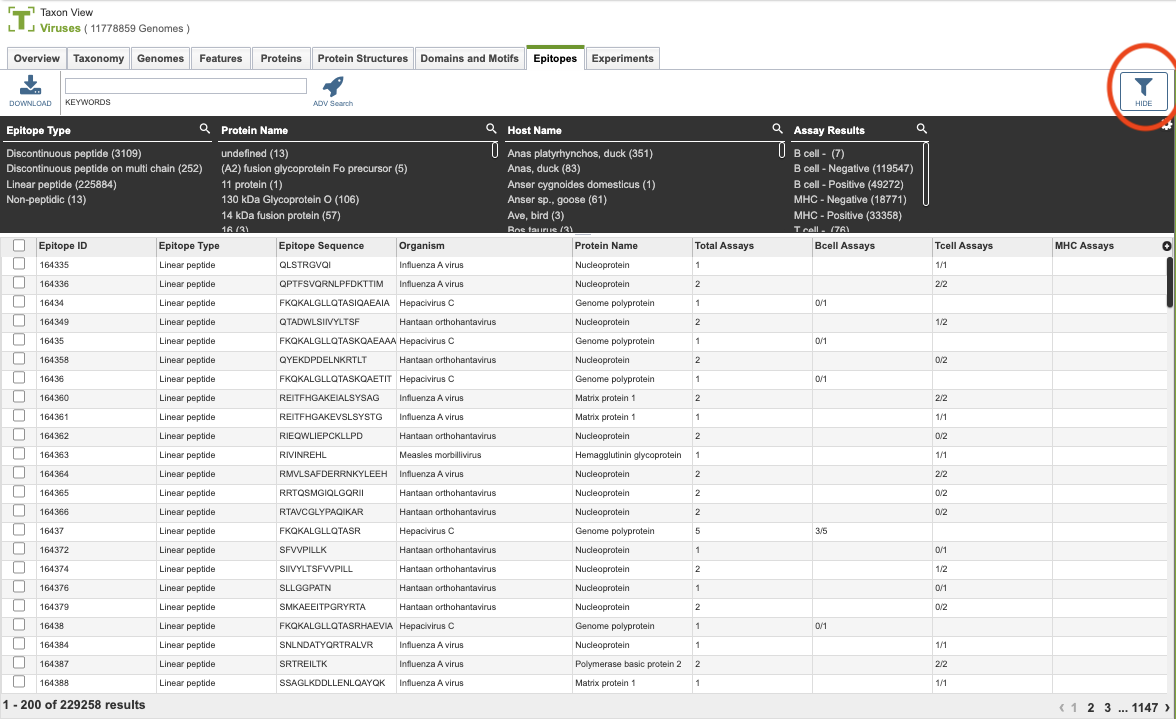 Taxon View
Viruses ( 11778859 Genomes )
Overview Taxonomy Genomes Features Proteins Protein Structures Domains and Motifs Epitopes Experiments
DOWNLOAD KEYWORDS ADV Search HIDE
Epitope Type Protein Name Host Name Assay Results
Discontinuous peptide (3109) undefined (13) Anas platyrhynchos, duck (351) B cell - (7)
Discontinuous peptide on multi chain (252) (A2) fusion glycoprotein Fo precursor (5) Anas, duck (83) B cell - Negative (119547)
Linear peptide (225884) 11 protein (1) Anser cygnoides domesticus (1) B cell - Positive (49272)
Non-peptidic (13) 130 kDa Glycoprotein O (106) Anser sp., goose (61) MHC - Negative (18771)
14 kDa fusion protein (57) Ave, bird (3) MHC - Positive (33358)
16 (3) Bos taurus (3) T cell - (76)
Epitope ID Epitope Type Epitope Sequence Organism Protein Name Total Assays Bcell Assays Tcell Assays MHC Assays
164335 Linear peptide QLSTRGVQI Influenza A virus Nucleoprotein 1 1/1
164336 Linear peptide QPTFSVQRNLPFDKTTIM Influenza A virus Nucleoprotein 2 2/2
16434 Linear peptide FKQKALGLLQTASIQAEAIA Hepacivirus C Genome polyprotein 1 0/1
164349 Linear peptide QTADWLSIIVYLTSF Hantaan orthohantavirus Nucleoprotein 2 1/2
16435 Linear peptide FKQKALGLLQTASKQAEAAA Hepacivirus C Genome polyprotein 1 0/1
164358 Linear peptide QYEKDPDELNKRTLT Hantaan orthohantavirus Nucleoprotein 2 0/2
16436 Linear peptide FKQKALGLLQTASKQAETIT Hepacivirus C Genome polyprotein 1 0/1
164360 Linear peptide REITFHGAKEIALSYSAG Influenza A virus Matrix protein 1 2 2/2
164361 Linear peptide REITFHGAKEVSLSYSTG Influenza A virus Matrix protein 1 1 1/1
164362 Linear peptide RIEQWLIEPCKLLPD Hantaan orthohantavirus Nucleoprotein 2 0/2
164363 Linear peptide RIVINREHL Measles morbillivirus Hemagglutinin glycoprotein 1 1/1
164364 Linear peptide RMVLSAFDERRNKYLEEH Influenza A virus Nucleoprotein 2 2/2
164365 Linear peptide RRTQSMGIQLGQRII Hantaan orthohantavirus Nucleoprotein 2 0/2
164366 Linear peptide RTAVCGLYPAQIKAR Hantaan orthohantavirus Nucleoprotein 2 0/2
16437 Linear peptide FKQKALGLLQTASR Hepacivirus C Genome polyprotein 5 3/5
164372 Linear peptide SFVVPILLK Hantaan orthohantavirus Nucleoprotein 1 0/1
164374 Linear peptide SIIVYLTSFVVPILL Hantaan orthohantavirus Nucleoprotein 2 1/2
164376 Linear peptide SLLGGPATN Hantaan orthohantavirus Nucleoprotein 1 0/1
164379 Linear peptide SMKAEEITPGRYRTA Hantaan orthohantavirus Nucleoprotein 2 0/2
16438 Linear peptide FKQKALGLLQTASRHAEVIA Hepacivirus C Genome polyprotein 1 0/1
164384 Linear peptide SNLNDATYQRTRALVR Influenza A virus Nucleoprotein 1 1/1
164387 Linear peptide SRTREILTK Influenza A virus Polymerase basic protein 2 2 2/2
164388 Linear peptide SSAGLKDDLLENLQAYQK Influenza A virus Matrix protein 1 1 1/1
1 - 200 of 229258 results ‹ 1 2 3 ... 1147 ›